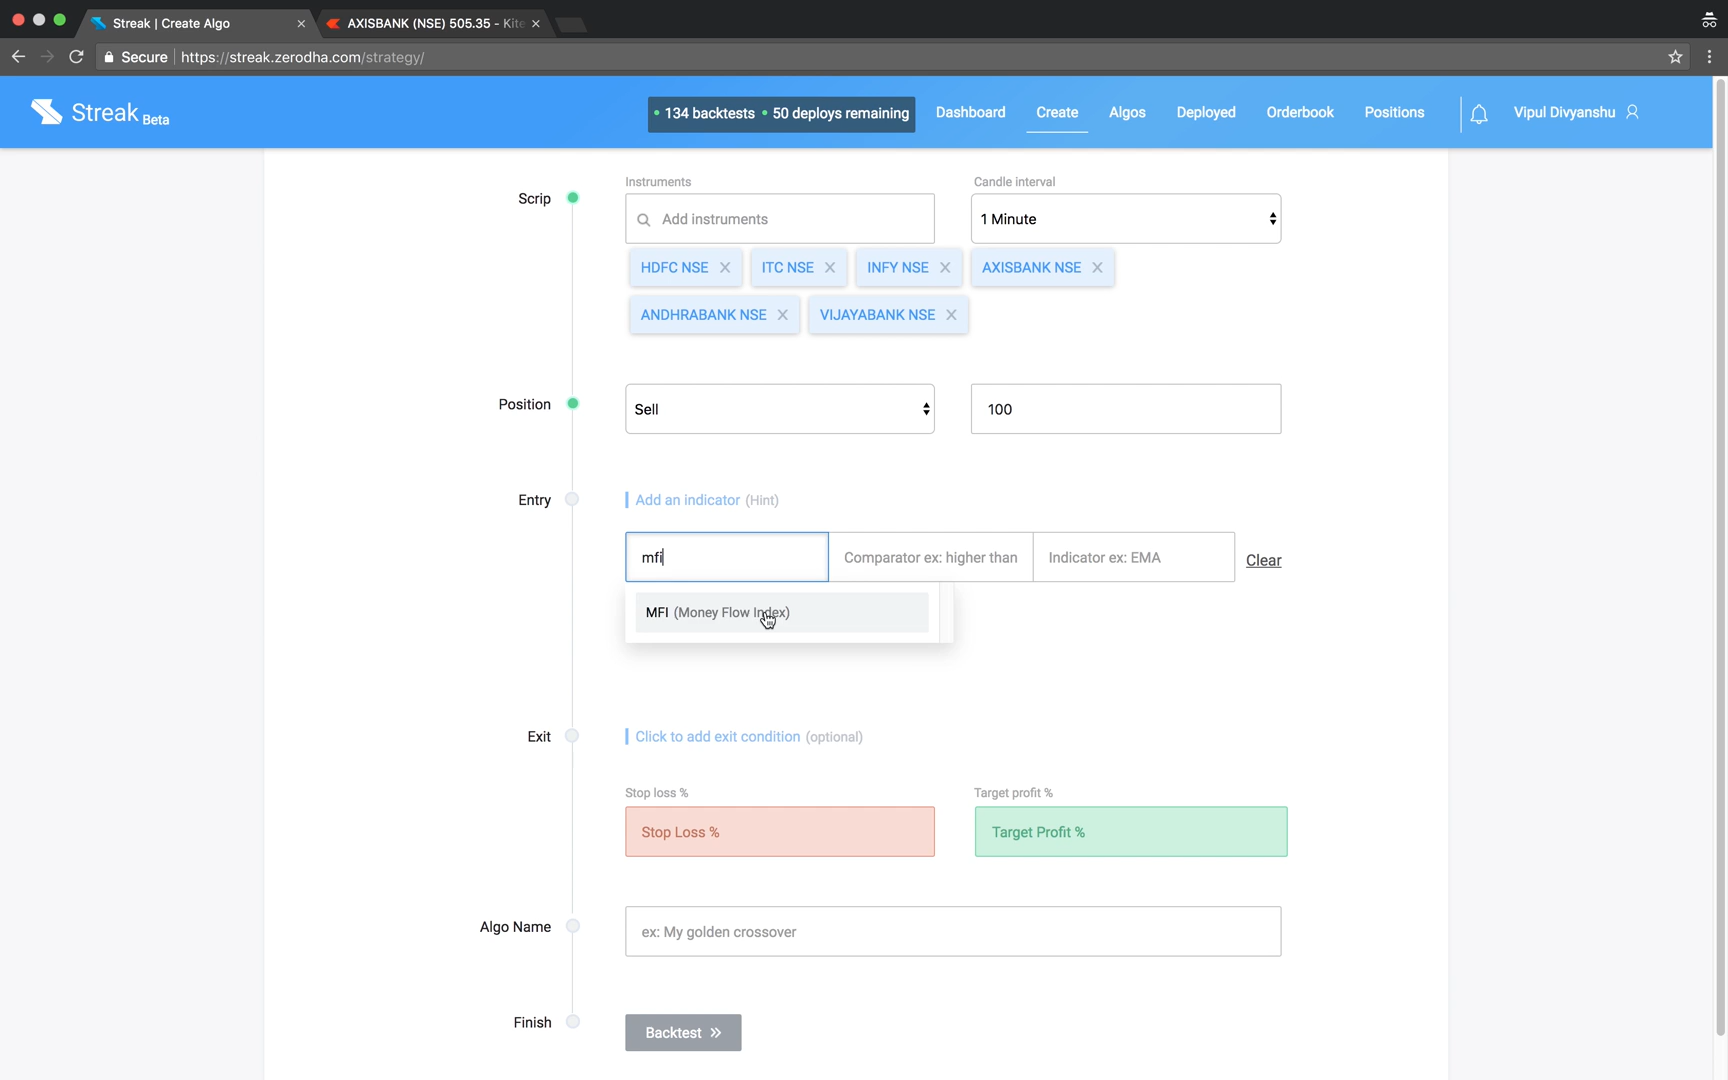 Streak | Create Algo
AXISBANK (NSE) 505.35 - Kite
Secure
https://streak.zerodha.com/strategy/
Streak Beta
134 backtests • 50 deploys remaining
Dashboard
Create
Algos
Deployed
Orderbook
Positions
Vipul Divyanshu
Instruments
Candle interval
Scrip
Add instruments
1 Minute
HDFC NSE
ITC NSE
INFY NSE
AXISBANK NSE
ANDHRABANK NSE
VIJAYABANK NSE
Position
Sell
100
Entry
Add an indicator (Hint)
mfi
Comparator ex: higher than
Indicator ex: EMA
Clear
MFI (Money Flow Index)
Exit
Click to add exit condition (optional)
Stop loss %
Target profit %
Stop Loss %
Target Profit %
Algo Name
ex: My golden crossover
Finish
Backtest »